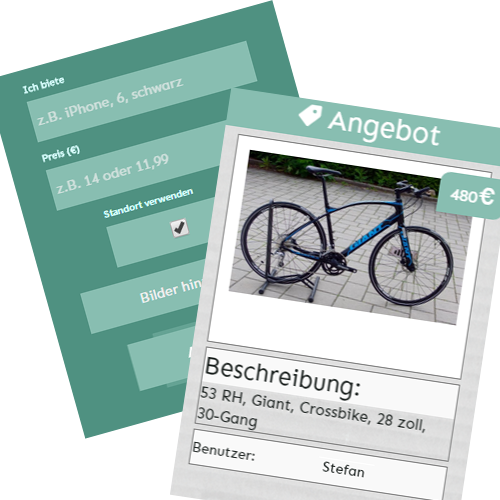 Ich biete
z.B. iPhone, 6, schwarz
Preis (€)
z.B. 14 oder 11,99
Standort verwenden
Bilder hin
Angebot
480€
GIANT
Beschreibung:
53 RH, Giant, Crossbike, 28 zoll,
30-Gang
Benutzer:
Stefan